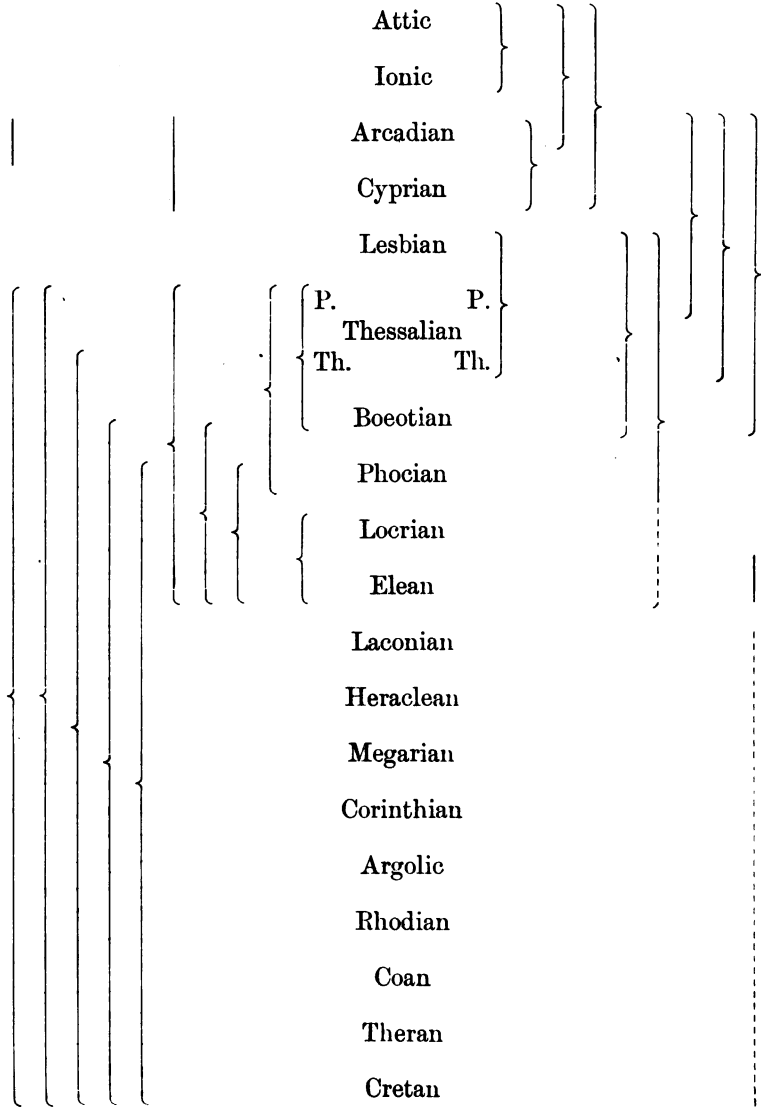 Attic
Ionic
Arcadian
Cyprian
Lesbian
P. P.
Thessalian
Th. Th.
Boeotian
Phocian
Locrian
Elean
Laconian
Heraclean
Megarian
Corinthian
Argolic
Rhodian
Coan
Theran
Cretan